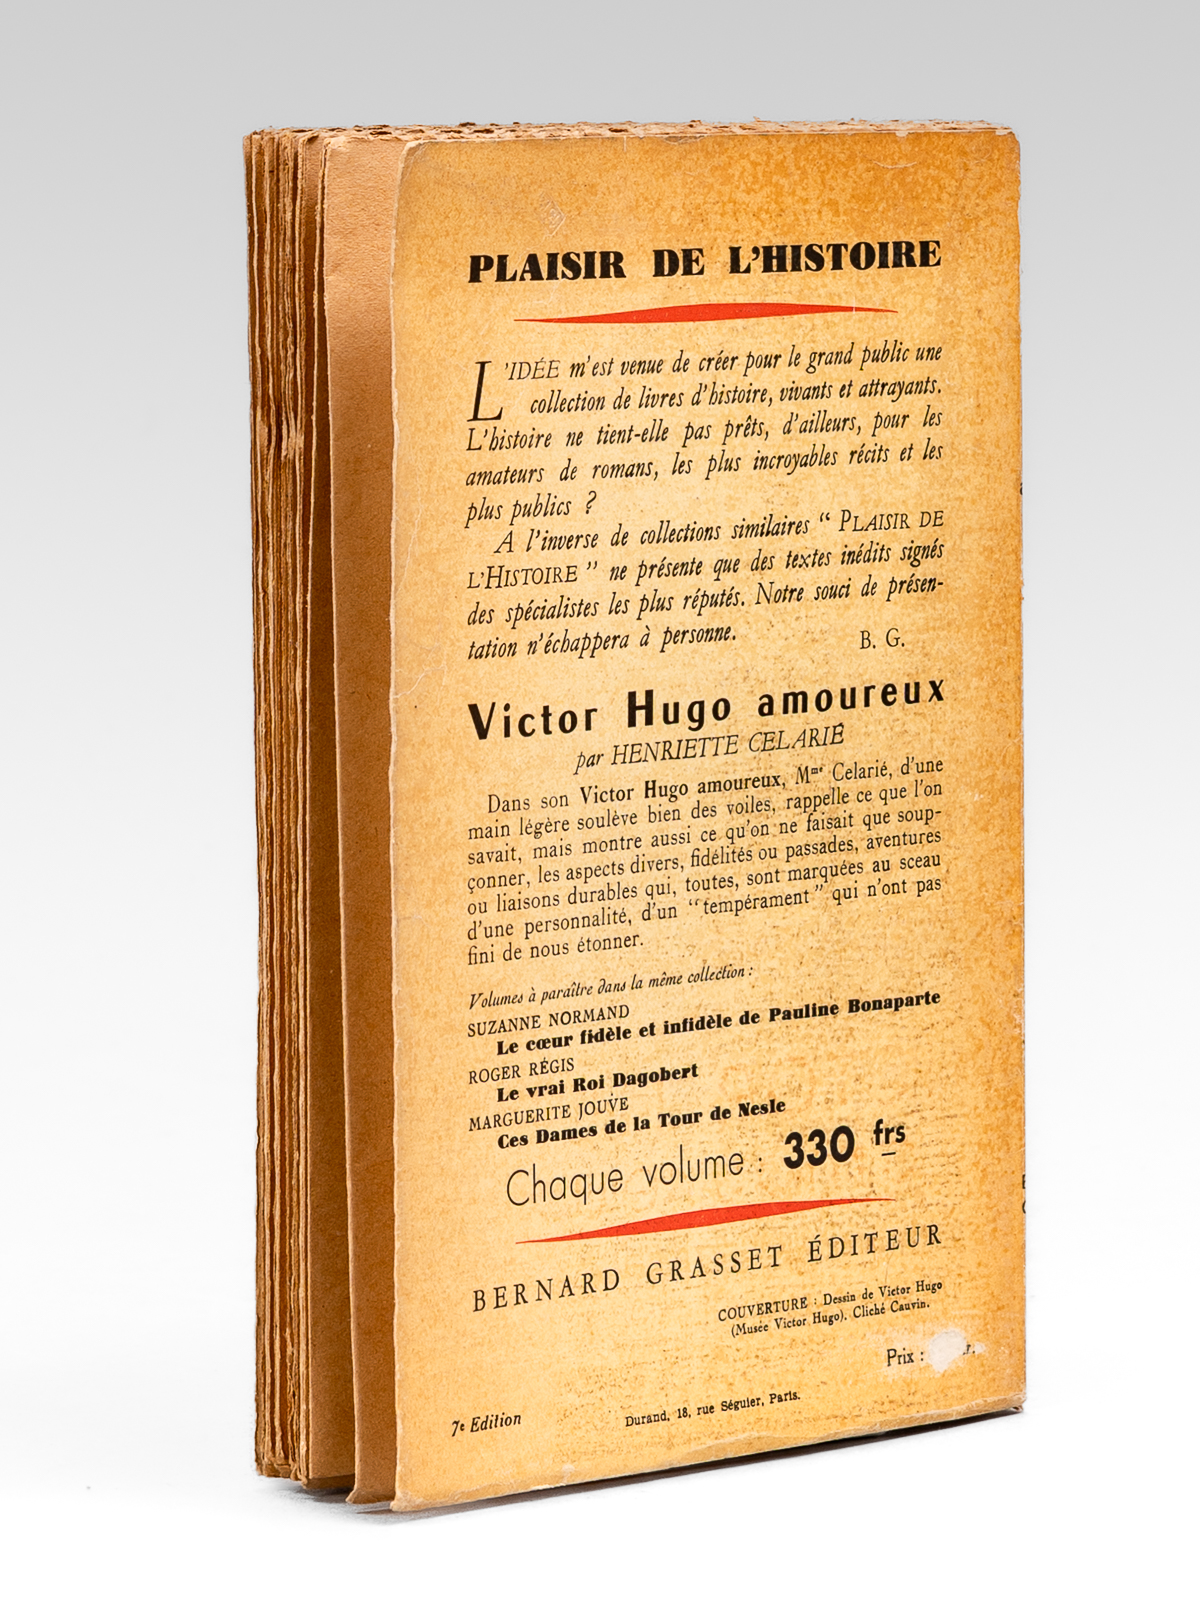 PLAISIR DE L'HISTOIRE
L'IDÉE m'est venue de créer pour le grand public une
collection de livres d'histoire, vivants et attrayants.
L'histoire ne tient-elle pas prêts, d'ailleurs, pour les
amateurs de romans, les plus incroyables récits et les
plus publics ?
A l'inverse de collections similaires “ PLAISIR DE
L'HISTOIRE ” ne présente que des textes inédits signés
des spécialistes les plus réputés. Notre souci de présen-
tation n'échappera à personne.
B. G.
Victor Hugo amoureux
par HENRIETTE CELARIÉ
Dans son Victor Hugo amoureux, Mme Celarié, d'une
main légère soulève bien des voiles, rappelle ce que l'on
savait, mais montre aussi ce qu'on ne faisait que soup-
çonner, les aspects divers, fidélités ou passades, aventures
ou liaisons durables qui, toutes, sont marquées au sceau
d'une personnalité, d'un “tempérament” qui n'ont pas
fini de nous étonner.
Volumes à paraître dans la même collection :
SUZANNE NORMAND
Le cœur fidèle et infidèle de Pauline Bonaparte
ROGER RÉGIS
Le vrai Roi Dagobert
MARGUERITE JOUVE
Ces Dames de la Tour de Nesle
Chaque volume : 330 frs
BERNARD GRASSET ÉDITEUR
COUVERTURE : Dessin de Victor Hugo
(Musée Victor Hugo). Cliché Cauvin.
Prix :
7e Edition
Durand, 18, rue Séguier, Paris.